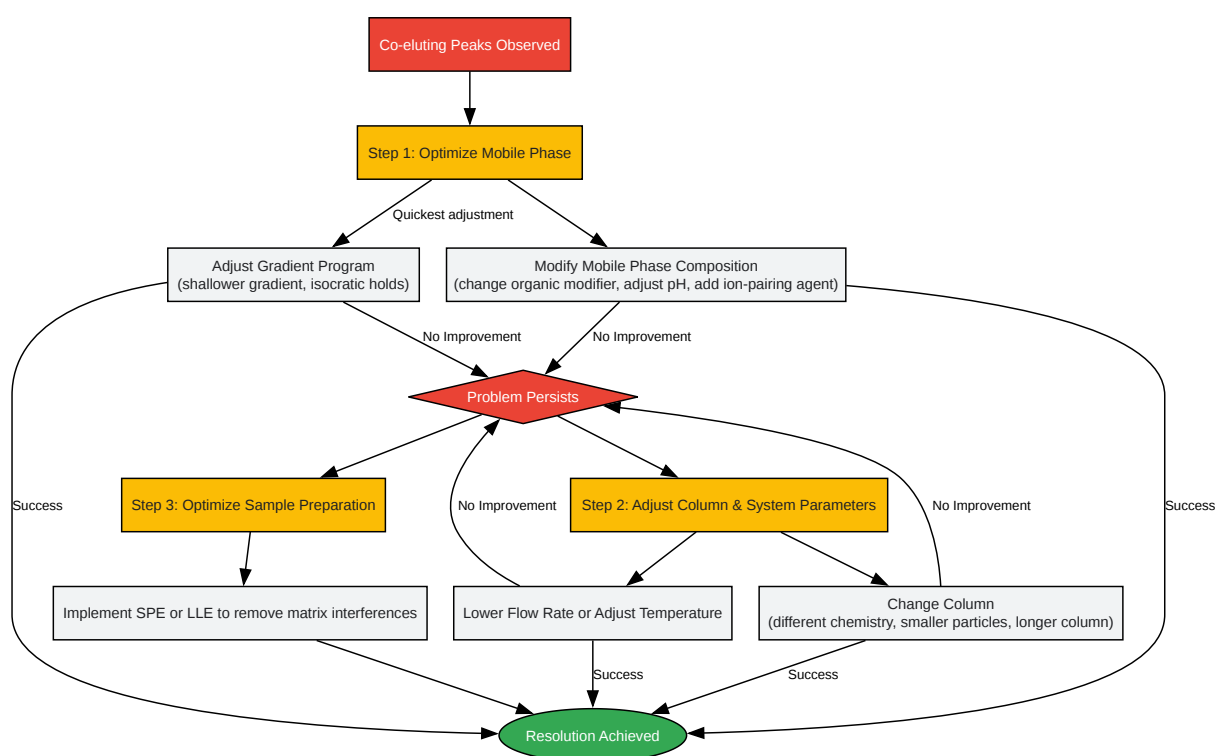 Co-eluting Peaks Observed
Step 1: Optimize Mobile Phase
Quickest adjustment
Adjust Gradient Program
(shallower gradient, isocratic holds)
Modify Mobile Phase Composition
(change organic modifier, adjust pH, add ion-pairing agent)
No Improvement
No Improvement
Problem Persists
Step 3: Optimize Sample Preparation
Step 2: Adjust Column & System Parameters
Success
No Improvement
No Improvement
Success
Implement SPE or LLE to remove matrix interferences
Lower Flow Rate or Adjust Temperature
Change Column
(different chemistry, smaller particles, longer column)
Success
Success
Resolution Achieved